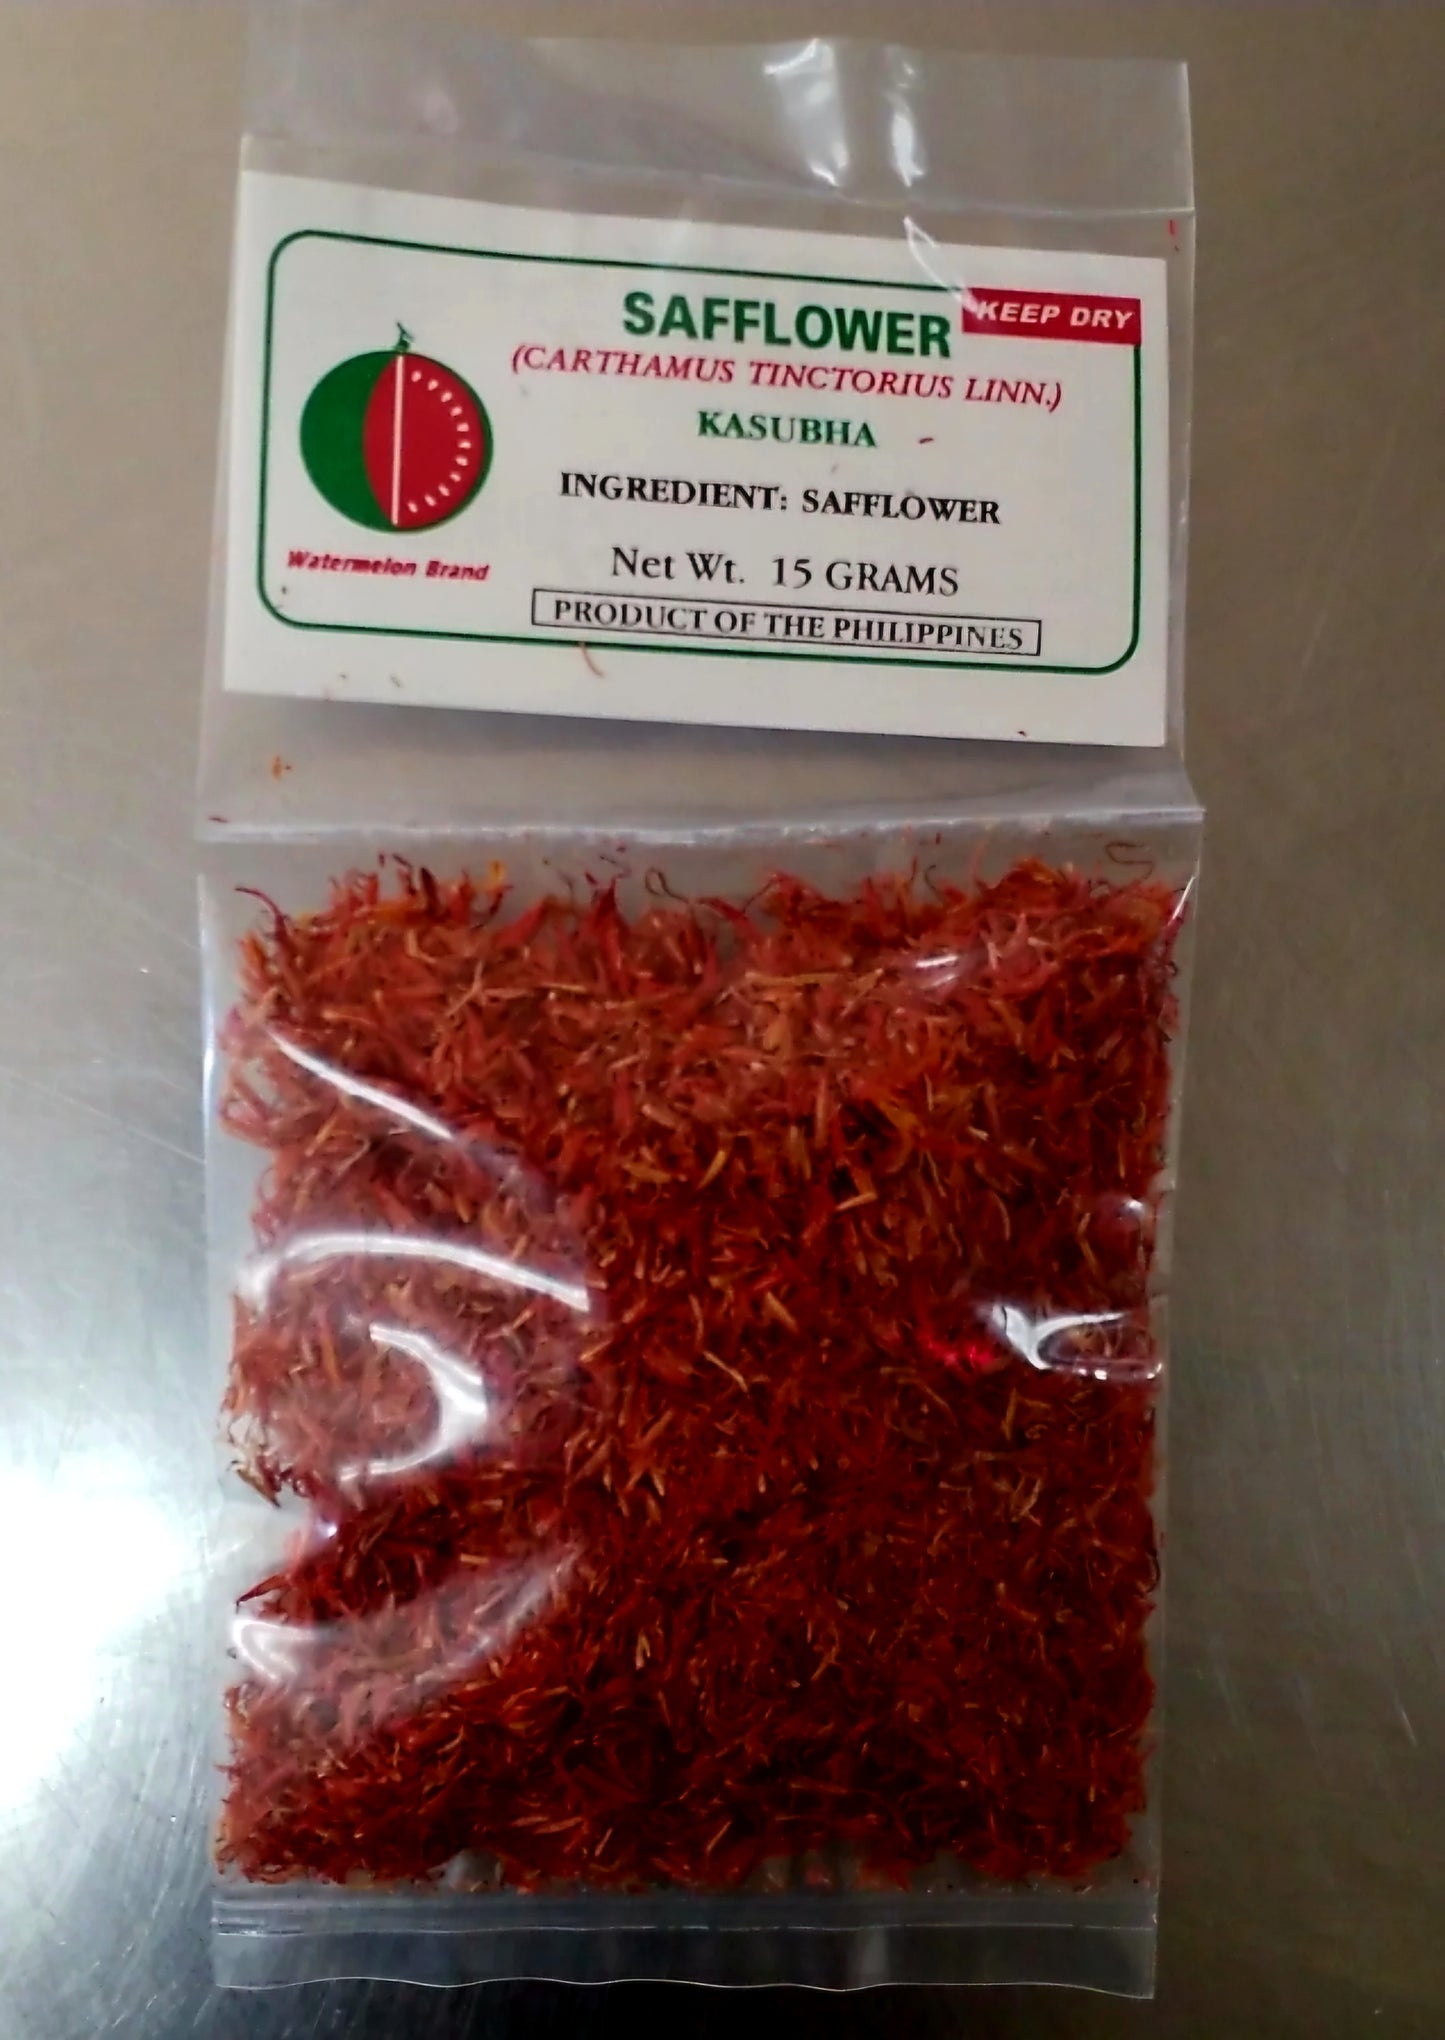 SAFFLOWER
KEEP DRY
(CARTHAMUS TINCTORIUS LINN.)
KASUBHA
INGREDIENT: SAFFLOWER
Net Wt. 15 GRAMS
Watermelon Brand
PRODUCT OF THE PHILIPPINES